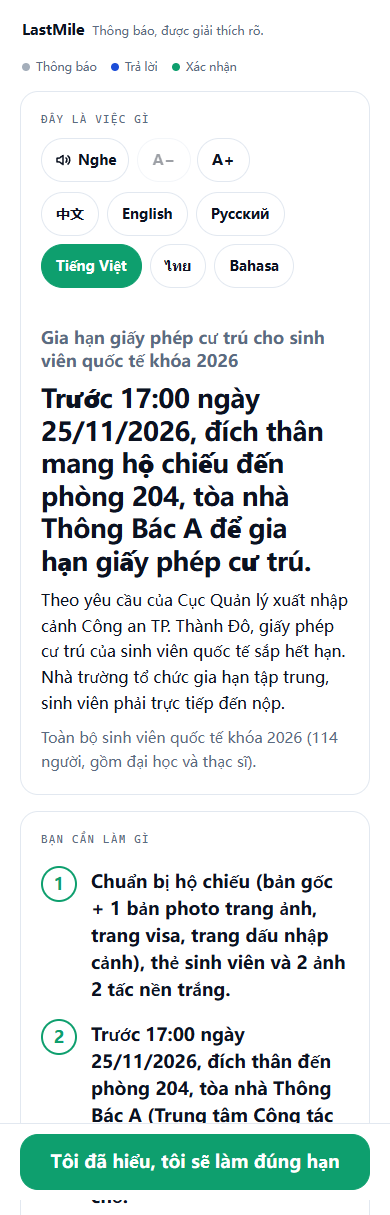 LastMile Thông báo, được giải thích rõ.
Thông báo Trả lời Xác nhận
ĐÂY LÀ VIỆC GÌ
Nghe A− A+
中文 English Русский
Tiếng Việt ไทย Bahasa
Gia hạn giấy phép cư trú cho sinh
viên quốc tế khóa 2026
Trước 17:00 ngày
25/11/2026, đích thân
mang hộ chiếu đến
phòng 204, tòa nhà
Thông Bác A để gia
hạn giấy phép cư trú.
Theo yêu cầu của Cục Quản lý xuất nhập
cảnh Công an TP. Thành Đô, giấy phép
cư trú của sinh viên quốc tế sắp hết hạn.
Nhà trường tổ chức gia hạn tập trung,
sinh viên phải trực tiếp đến nộp.
Toàn bộ sinh viên quốc tế khóa 2026 (114
người, gồm đại học và thạc sĩ).
BẠN CẦN LÀM GÌ
1 Chuẩn bị hộ chiếu (bản gốc
+ 1 bản photo trang ảnh,
trang visa, trang dấu nhập
cảnh), thẻ sinh viên và 2 ảnh
2 tấc nền trắng.
2 Trước 17:00 ngày
25/11/2026, đích thân đến
phòng 204, tòa nhà Thông
Bác A (Trung tâm Công tác
Tôi đã hiểu, tôi sẽ làm đúng hạn